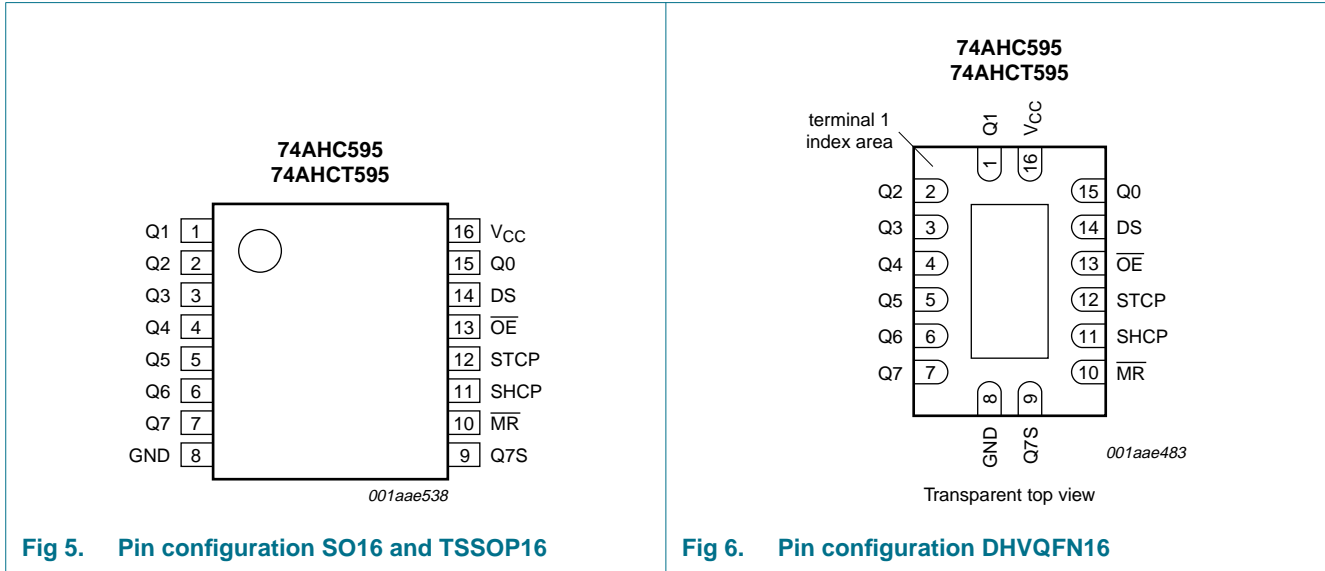 74AHC595
74AHCT595
Q1 1
Q2 2
Q3 3
Q4 4
Q5 5
Q6 6
Q7 7
GND 8
16 VCC
15 Q0
14 DS
13 O̅E̅
12 STCP
11 SHCP
10 M̅R̅
9 Q7S
001aae538
Fig 5. Pin configuration SO16 and TSSOP16
74AHC595
74AHCT595
terminal 1
index area
Q1 VCC
1 16
Q2 2
Q3 3
Q4 4
Q5 5
Q6 6
Q7 7
15 Q0
14 DS
13 O̅E̅
12 STCP
11 SHCP
10 M̅R̅
8 9
GND Q7S
001aae483
Transparent top view
Fig 6. Pin configuration DHVQFN16